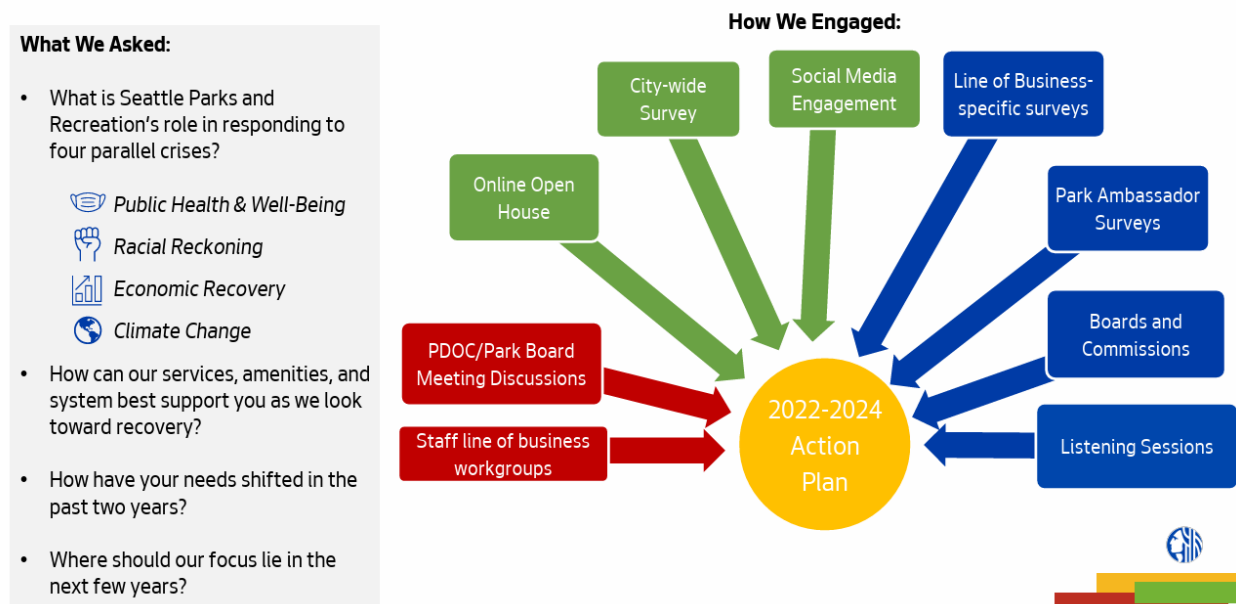 What We Asked:
• What is Seattle Parks and
Recreation's role in responding to
four parallel crises?
Public Health & Well-Being
Racial Reckoning
Economic Recovery
Climate Change
• How can our services, amenities, and
system best support you as we look
toward recovery?
• How have your needs shifted in the
past two years?
• Where should our focus lie in the
next few years?
How We Engaged:
PDOC/Park Board
Meeting Discussions
Staff line of business
workgroups
Online Open
House
City-wide
Survey
Social Media
Engagement
Line of Business-
specific surveys
Park Ambassador
Surveys
Boards and
Commissions
Listening Sessions
2022-2024
Action
Plan